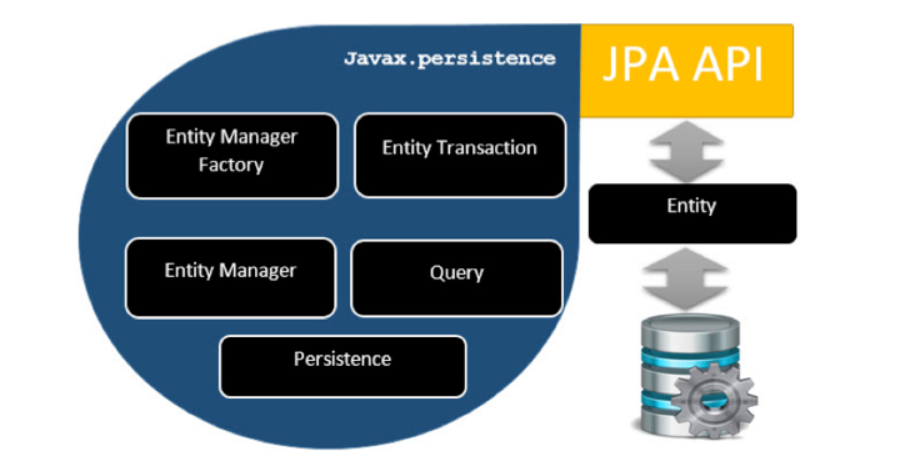 Javax.persistence
JPA API
Entity Manager
Factory
Entity Transaction
Entity
Entity Manager
Query
Persistence